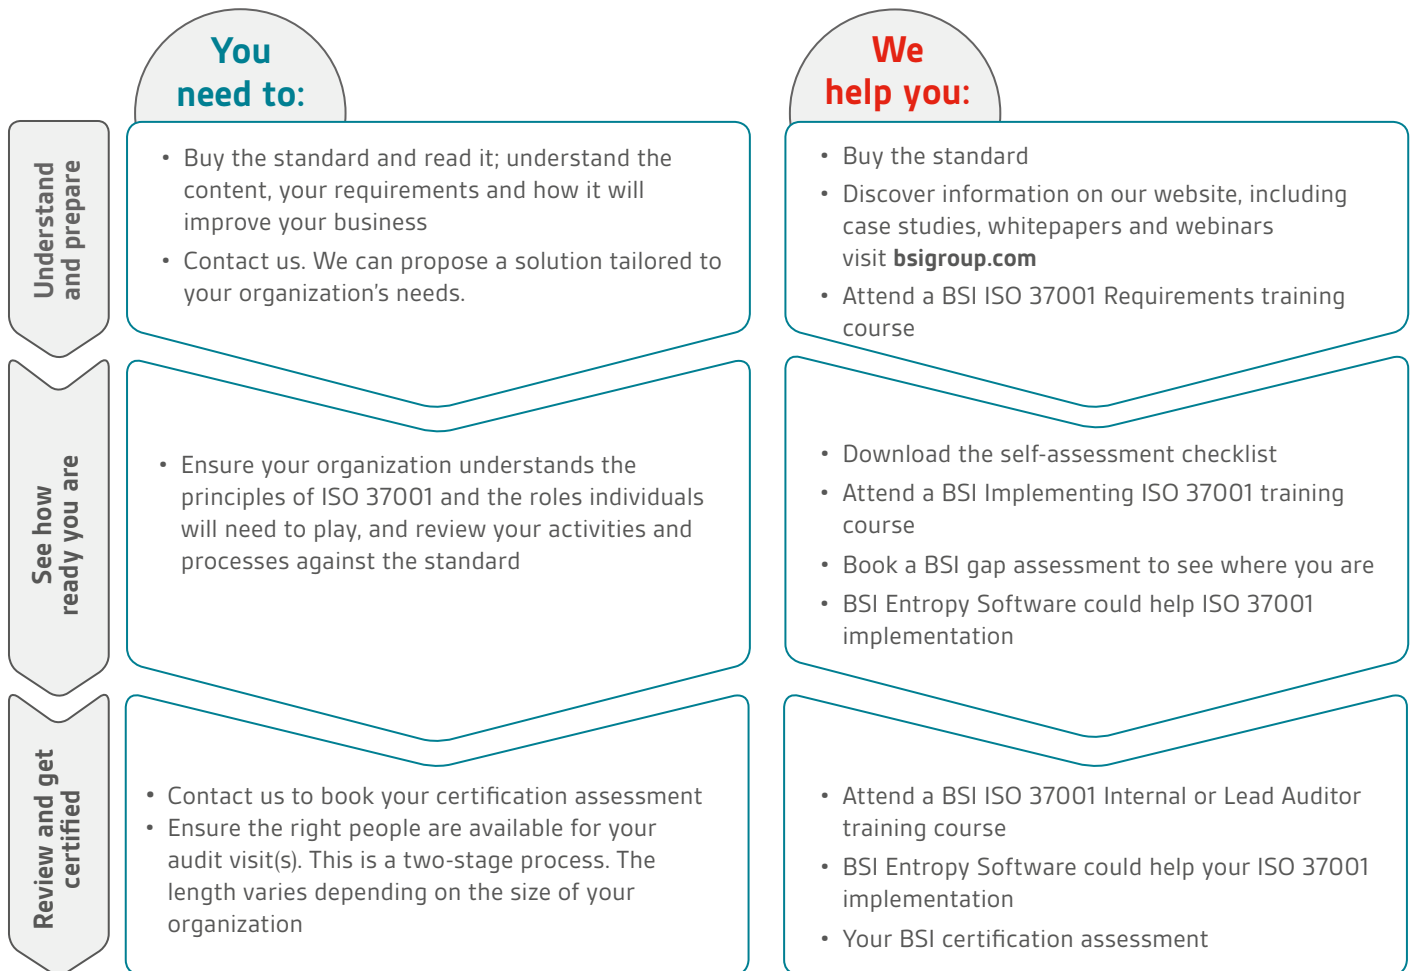 You
need to:
We
help you:
Understand
and prepare
• Buy the standard and read it; understand the
content, your requirements and how it will
improve your business
• Contact us. We can propose a solution tailored to
your organization's needs.
• Buy the standard
• Discover information on our website, including
case studies, whitepapers and webinars
visit bsigroup.com
• Attend a BSI ISO 37001 Requirements training
course
See how
ready you are
• Ensure your organization understands the
principles of ISO 37001 and the roles individuals
will need to play, and review your activities and
processes against the standard
• Download the self-assessment checklist
• Attend a BSI Implementing ISO 37001 training
course
• Book a BSI gap assessment to see where you are
• BSI Entropy Software could help ISO 37001
implementation
Review and get
certified
• Contact us to book your certification assessment
• Ensure the right people are available for your
audit visit(s). This is a two-stage process. The
length varies depending on the size of your
organization
• Attend a BSI ISO 37001 Internal or Lead Auditor
training course
• BSI Entropy Software could help your ISO 37001
implementation
• Your BSI certification assessment